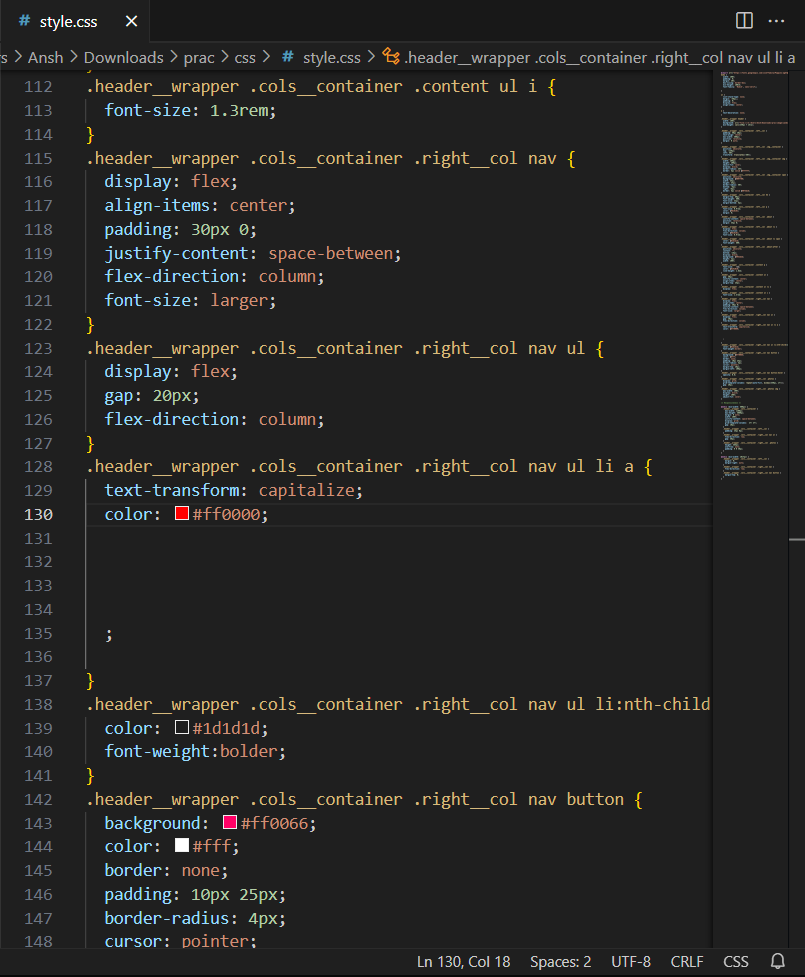 # style.css ×
s > Ansh > Downloads > prac > css > # style.css > .header__wrapper .cols__container .right__col nav ul li a
112 .header__wrapper .cols__container .content ul i {
113 font-size: 1.3rem;
114 }
115 .header__wrapper .cols__container .right__col nav {
116 display: flex;
117 align-items: center;
118 padding: 30px 0;
119 justify-content: space-between;
120 flex-direction: column;
121 font-size: larger;
122 }
123 .header__wrapper .cols__container .right__col nav ul {
124 display: flex;
125 gap: 20px;
126 flex-direction: column;
127 }
128 .header__wrapper .cols__container .right__col nav ul li a {
129 text-transform: capitalize;
130 color: #ff0000;
131
132
133
134
135 ;
136
137 }
138 .header__wrapper .cols__container .right__col nav ul li:nth-child
139 color: #1d1d1d;
140 font-weight:bolder;
141 }
142 .header__wrapper .cols__container .right__col nav button {
143 background: #ff0066;
144 color: #fff;
145 border: none;
146 padding: 10px 25px;
147 border-radius: 4px;
148 cursor: pointer;
Ln 130, Col 18 Spaces: 2 UTF-8 CRLF CSS